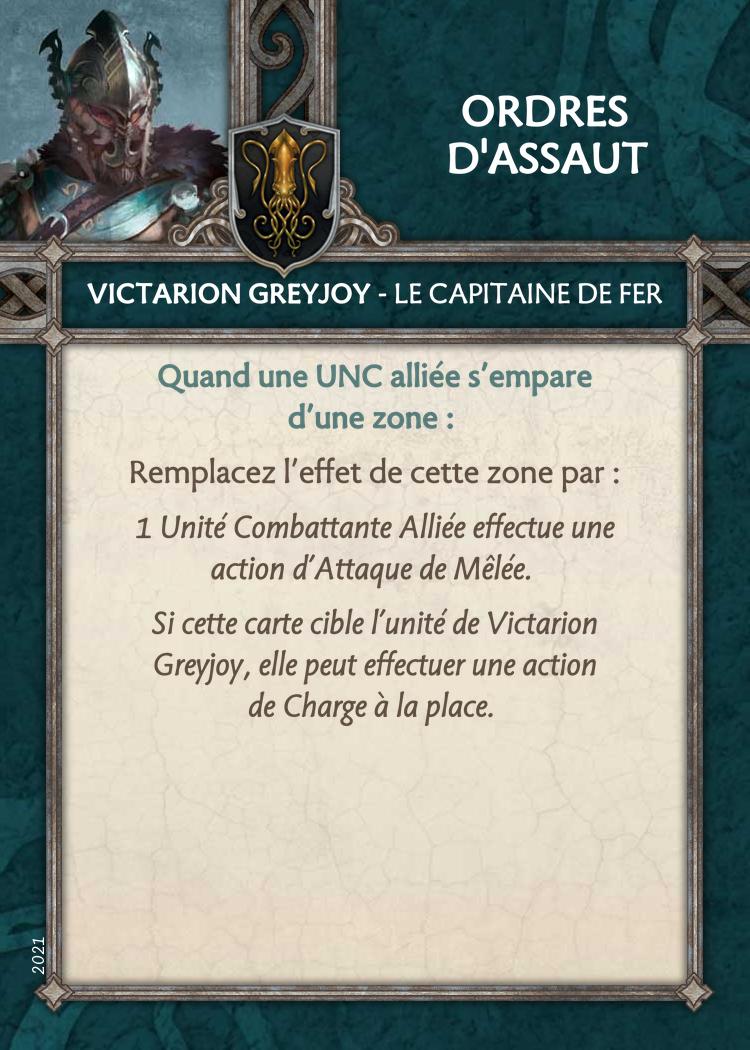 ORDRES
D'ASSAUT
VICTARION GREYJOY - LE CAPITAINE DE FER
Quand une UNC alliée s’empare
d’une zone :
Remplacez l’effet de cette zone par :
1 Unité Combattante Alliée effectue une
action d’Attaque de Mêlée.
Si cette carte cible l’unité de Victarion
Greyjoy, elle peut effectuer une action
de Charge à la place.
2021